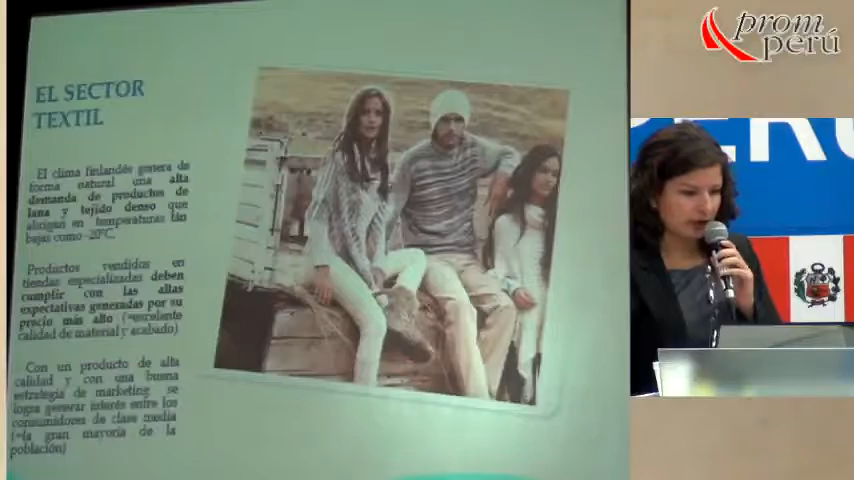 EL SECTOR
TEXTIL
El clima finlandés genera de
forma natural una alta
demanda de productos de
lana y tejido denso que
abrigan en temperaturas tan
bajas como -20°C.
Productos vendidos en
tiendas especializadas deben
cumplir con las altas
expectativas generadas por su
precio más alto (=excelente
calidad de material y acabado)
Con un producto de alta
calidad y con una buena
estrategia de marketing se
logra generar interés entre los
consumidores de clase media
(=la gran mayoría de la
población)
prom
perú